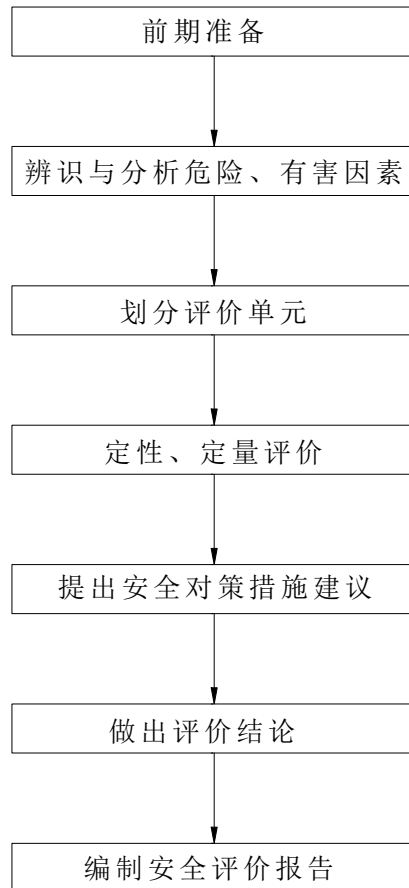 前期准备
辨识与分析危险、有害因素
划分评价单元
定性、定量评价
提出安全对策措施建议
做出评价结论
编制安全评价报告